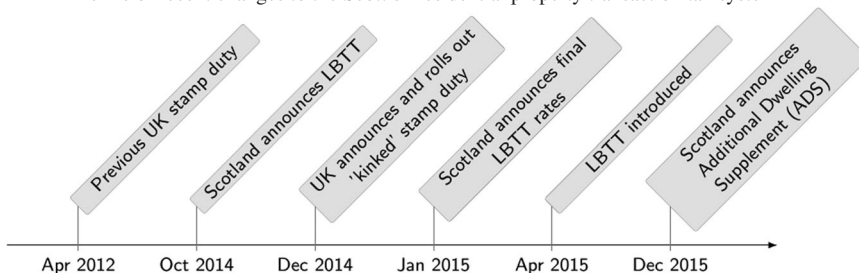 Previous UK stamp duty
Scotland announces LBTT
UK announces and rolls out
'kinked' stamp duty
Scotland announces final
LBTT rates
LBTT introduced
Scotland announces
Additional Dwelling
Supplement (ADS)
Apr 2012
Oct 2014
Dec 2014
Jan 2015
Apr 2015
Dec 2015